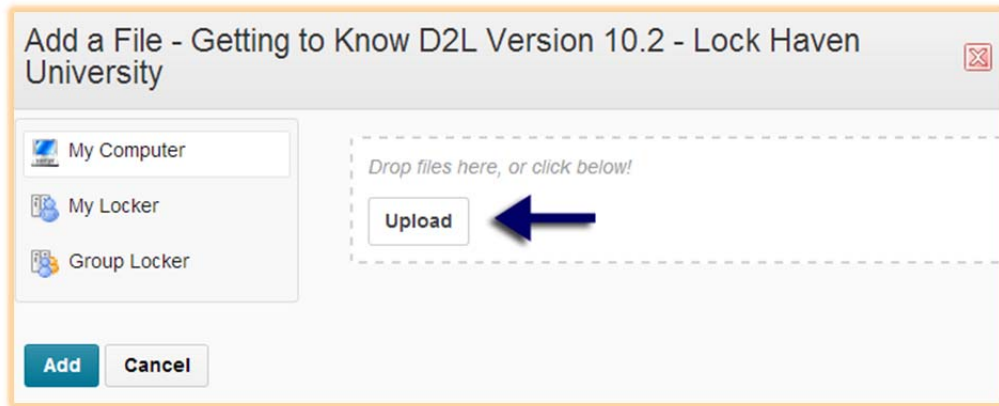 Add a File - Getting to Know D2L Version 10.2 - Lock Haven
University
My Computer
My Locker
Group Locker
Drop files here, or click below!
Upload
Add
Cancel